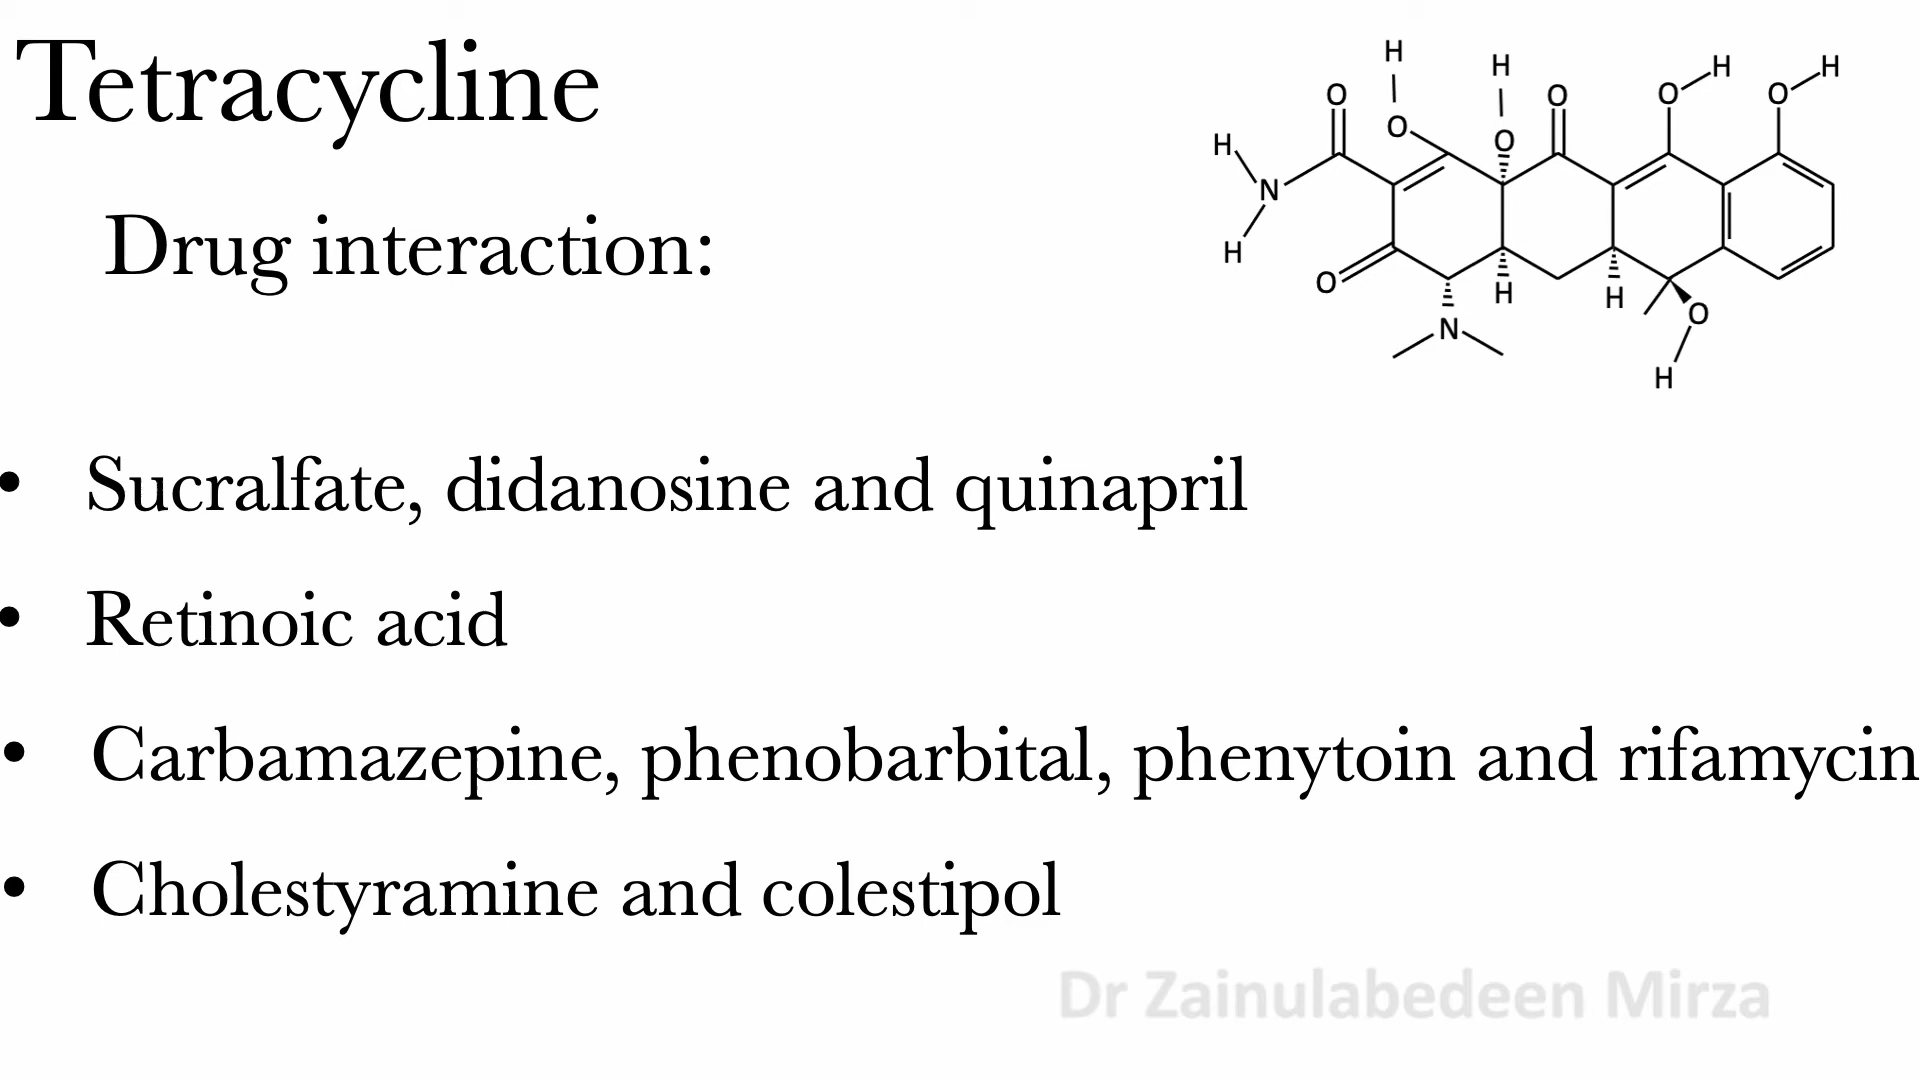 Tetracycline
Drug interaction:
H H H H
O O O O O O
H N O
H O H H O
N H
• Sucralfate, didanosine and quinapril
• Retinoic acid
• Carbamazepine, phenobarbital, phenytoin and rifamycin
• Cholestyramine and colestipol
Dr Zainulabedeen Mirza